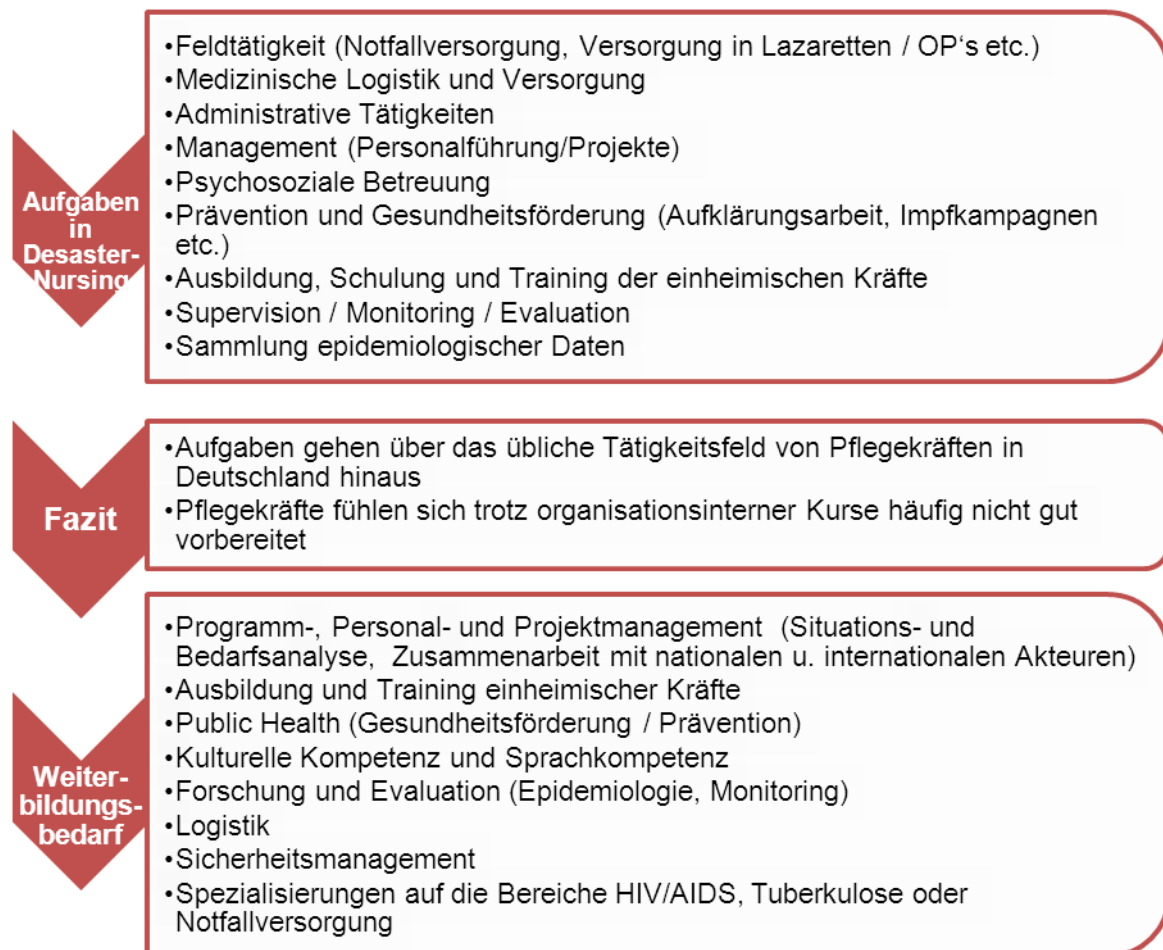 Aufgaben
in
Desaster-
Nursing
•Feldtätigkeit (Notfallversorgung, Versorgung in Lazaretten / OP‘s etc.)
•Medizinische Logistik und Versorgung
•Administrative Tätigkeiten
•Management (Personalführung/Projekte)
•Psychosoziale Betreuung
•Prävention und Gesundheitsförderung (Aufklärungsarbeit, Impfkampagnen
etc.)
•Ausbildung, Schulung und Training der einheimischen Kräfte
•Supervision / Monitoring / Evaluation
•Sammlung epidemiologischer Daten
Fazit
•Aufgaben gehen über das übliche Tätigkeitsfeld von Pflegekräften in
Deutschland hinaus
•Pflegekräfte fühlen sich trotz organisationsinterner Kurse häufig nicht gut
vorbereitet
Weiter-
bildungs-
bedarf
•Programm-, Personal- und Projektmanagement (Situations- und
Bedarfsanalyse, Zusammenarbeit mit nationalen u. internationalen Akteuren)
•Ausbildung und Training einheimischer Kräfte
•Public Health (Gesundheitsförderung / Prävention)
•Kulturelle Kompetenz und Sprachkompetenz
•Forschung und Evaluation (Epidemiologie, Monitoring)
•Logistik
•Sicherheitsmanagement
•Spezialisierungen auf die Bereiche HIV/AIDS, Tuberkulose oder
Notfallversorgung